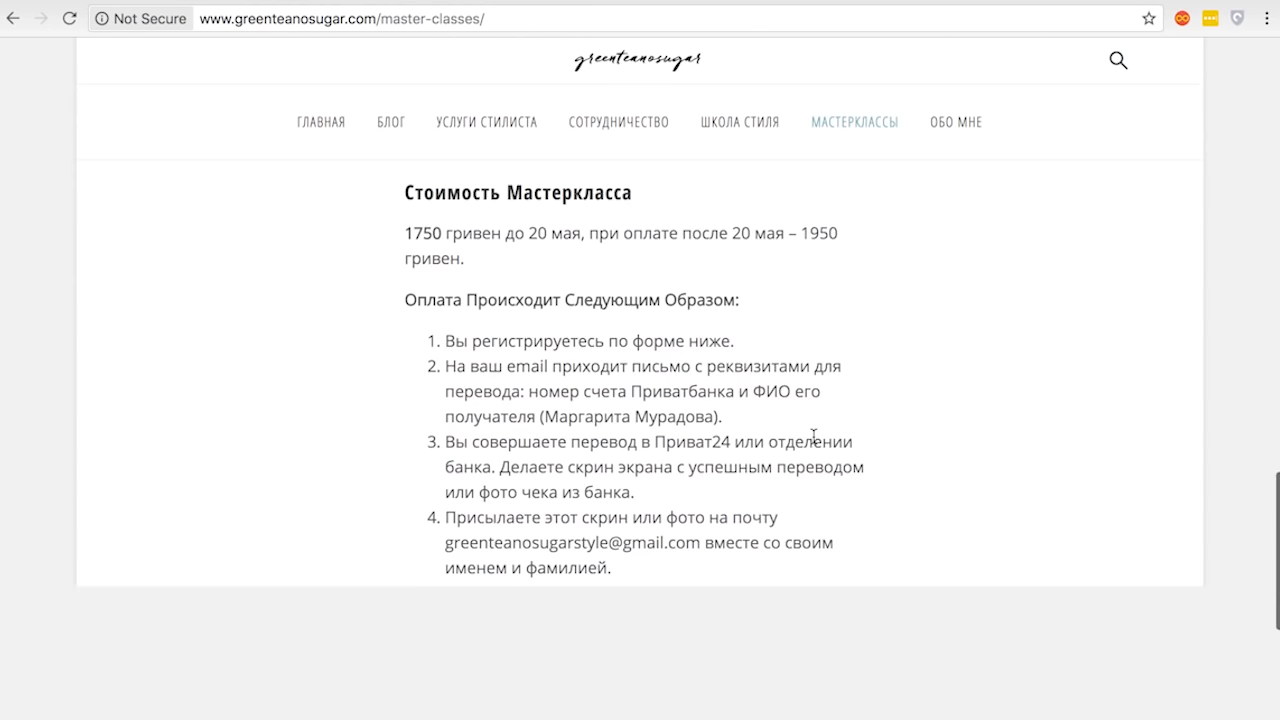 Not Secure www.greenteanosugar.com/master-classes/
greenteanosugar
ГЛАВНАЯ БЛОГ УСЛУГИ СТИЛИСТА СОТРУДНИЧЕСТВО ШКОЛА СТИЛЯ МАСТЕРКЛАССЫ ОБО МНЕ
Стоимость Мастеркласса
1750 гривен до 20 мая, при оплате после 20 мая – 1950
гривен.
Оплата Происходит Следующим Образом:
1. Вы регистрируетесь по форме ниже.
2. На ваш email приходит письмо с реквизитами для
перевода: номер счета Приватбанка и ФИО его
получателя (Маргарита Мурадова).
3. Вы совершаете перевод в Приват24 или отделении
банка. Делаете скрин экрана с успешным переводом
или фото чека из банка.
4. Присылаете этот скрин или фото на почту
greenteanosugarstyle@gmail.com вместе со своим
именем и фамилией.